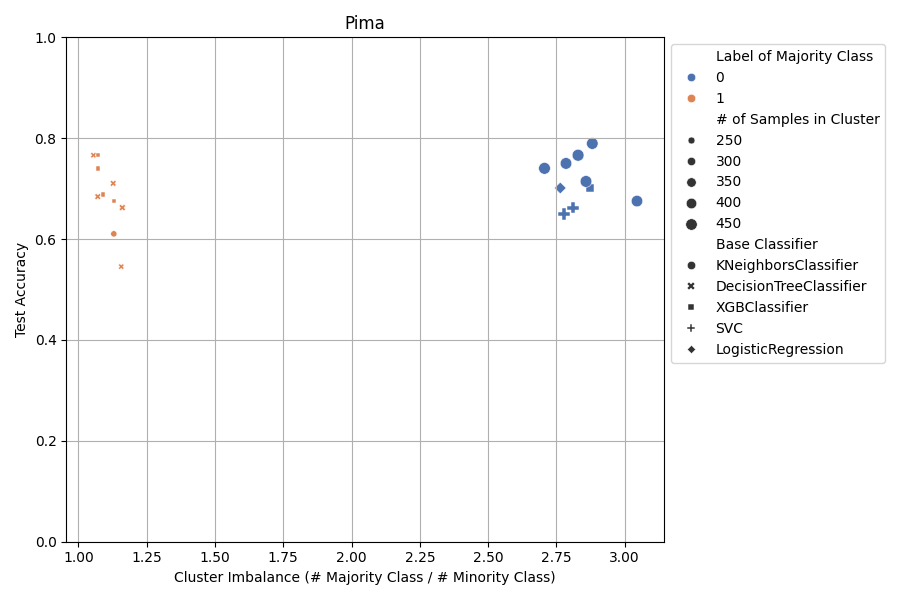 Pima
1.0
0.8
0.6
0.4
0.2
0.0
Test Accuracy
1.00 1.25 1.50 1.75 2.00 2.25 2.50 2.75 3.00
Cluster Imbalance (# Majority Class / # Minority Class)
Label of Majority Class
0
1
# of Samples in Cluster
250
300
350
400
450
Base Classifier
KNeighborsClassifier
DecisionTreeClassifier
XGBClassifier
SVC
LogisticRegression